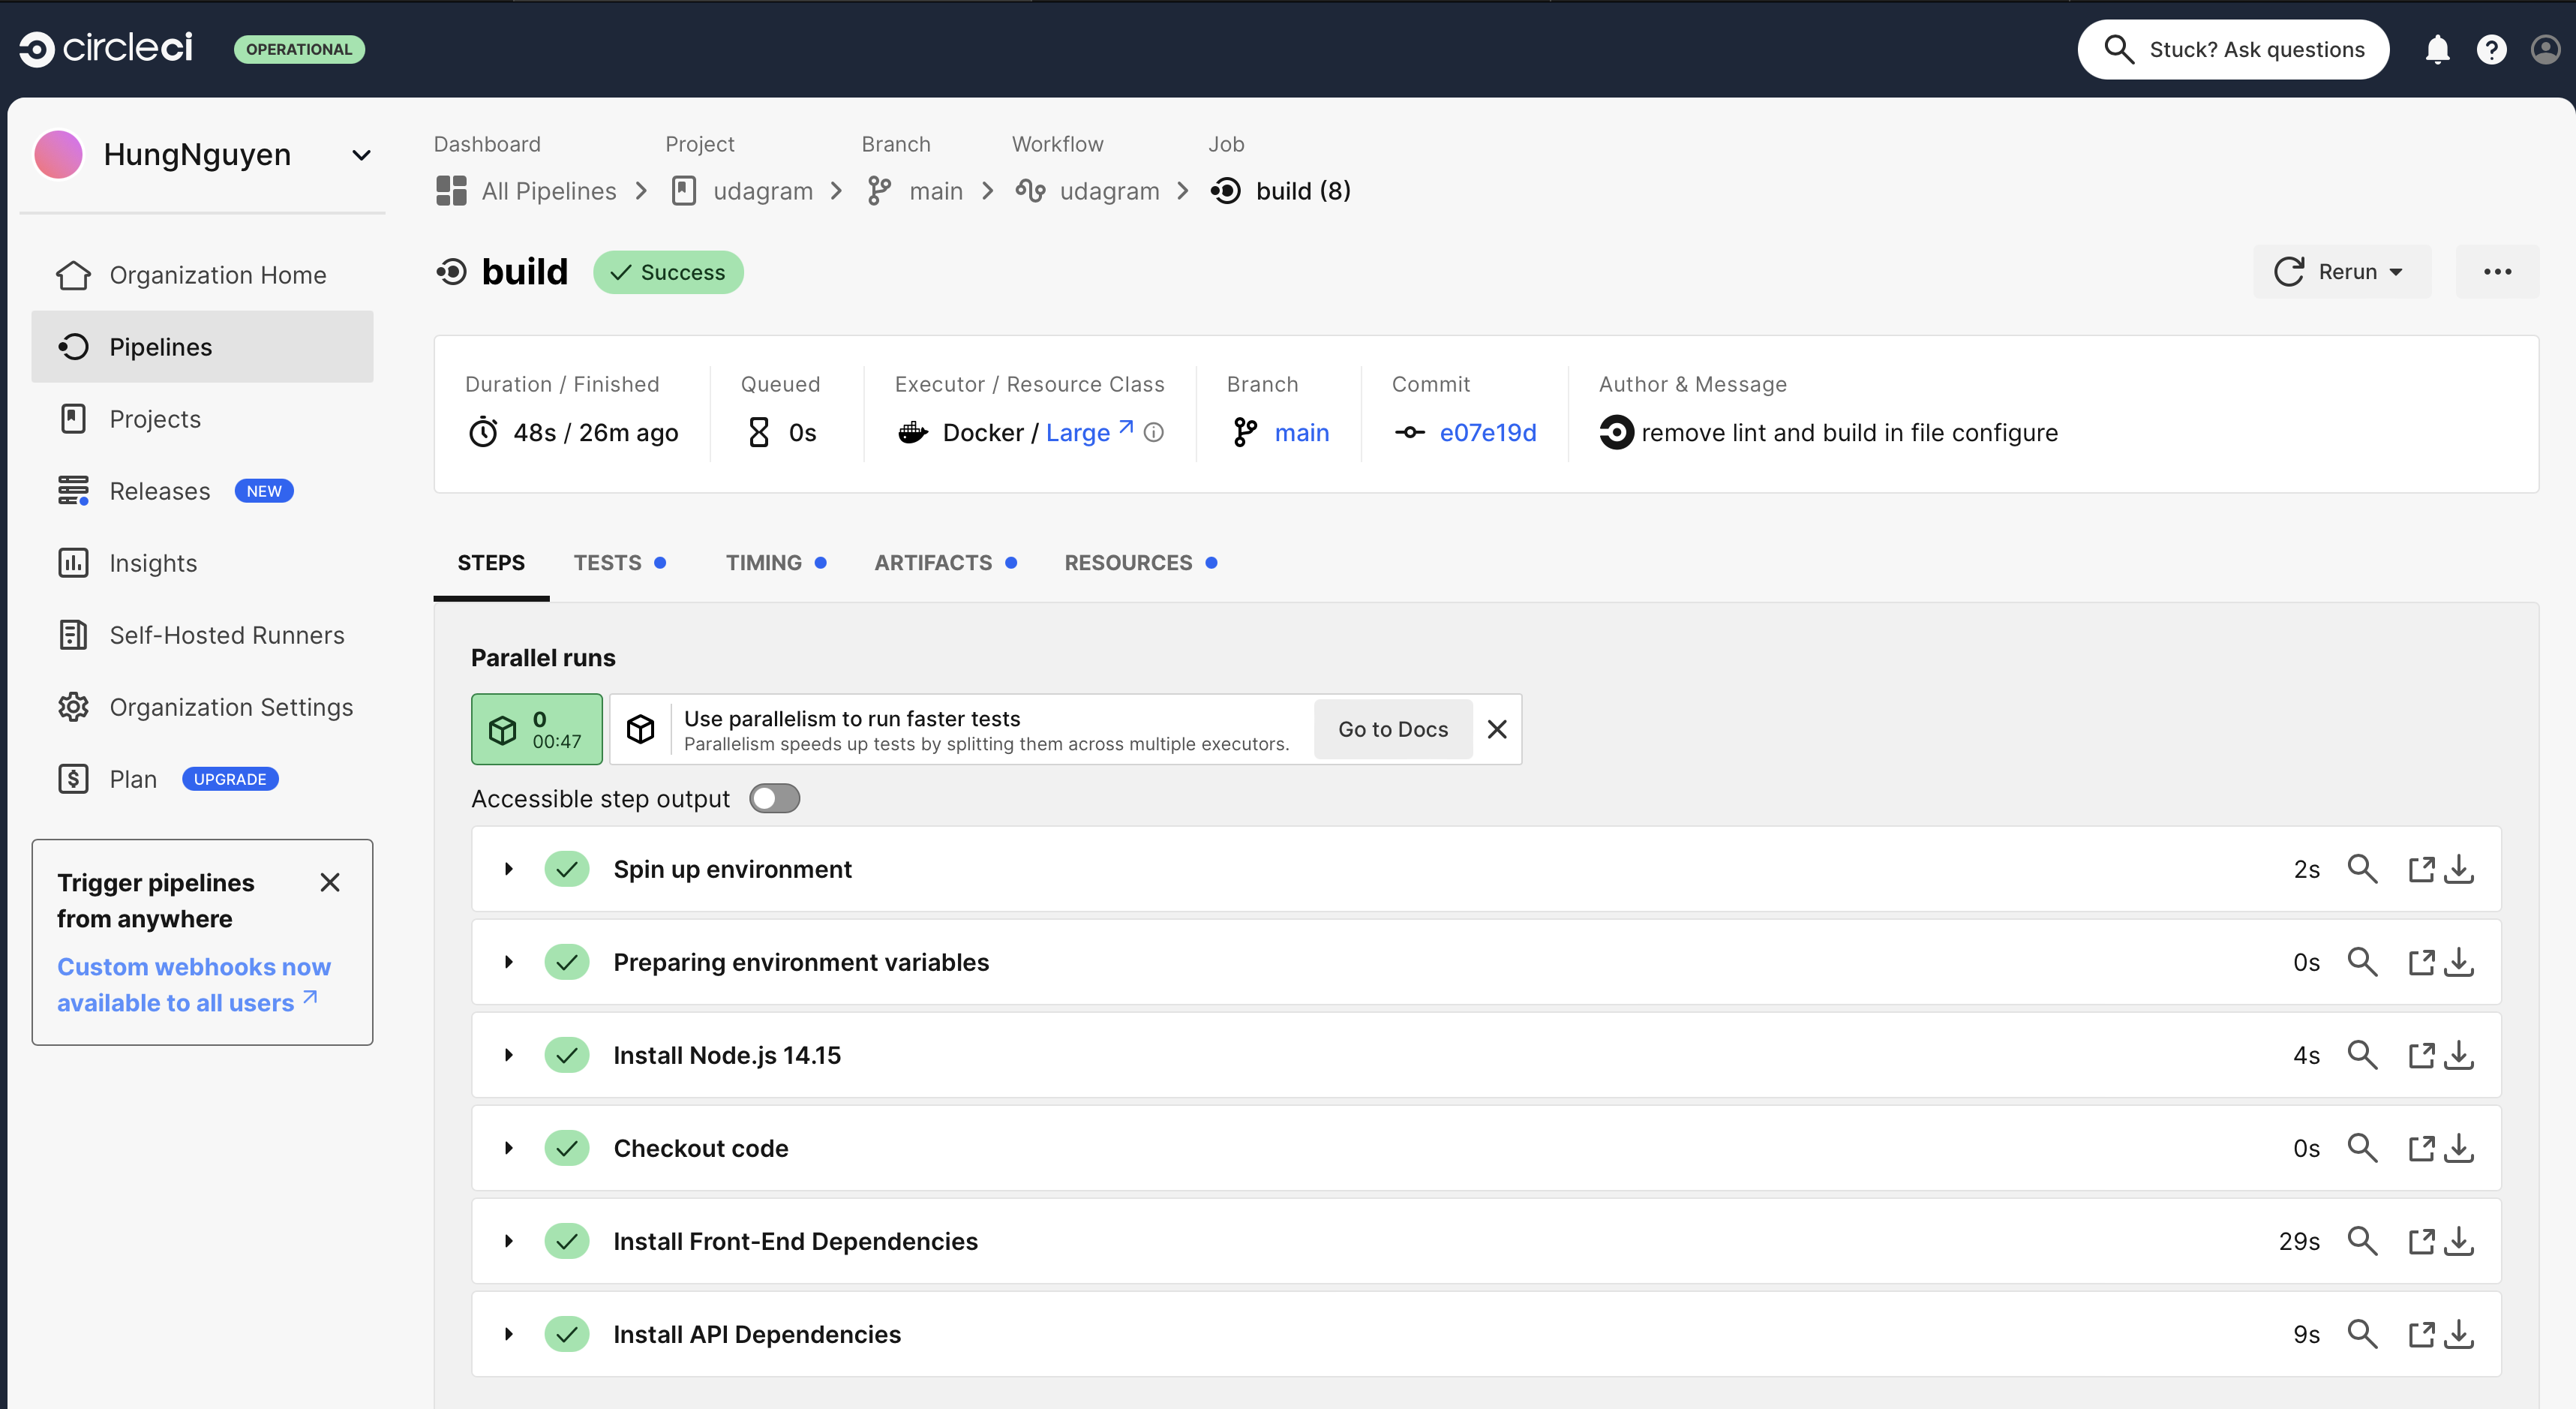 circleci
OPERATIONAL
Stuck? Ask questions
HungNguyen
Organization Home
Pipelines
Projects
Releases NEW
Insights
Self-Hosted Runners
Organization Settings
Plan UPGRADE
Trigger pipelines
from anywhere
Custom webhooks now
available to all users
Dashboard Project Branch Workflow Job
All Pipelines udagram main udagram build (8)
build Success
Rerun
Duration / Finished Queued Executor / Resource Class Branch Commit Author & Message
48s / 26m ago 0s Docker / Large main e07e19d remove lint and build in file configure
STEPS TESTS TIMING ARTIFACTS RESOURCES
Parallel runs
0
00:47
Use parallelism to run faster tests
Parallelism speeds up tests by splitting them across multiple executors.
Go to Docs
Accessible step output
Spin up environment 2s
Preparing environment variables 0s
Install Node.js 14.15 4s
Checkout code 0s
Install Front-End Dependencies 29s
Install API Dependencies 9s